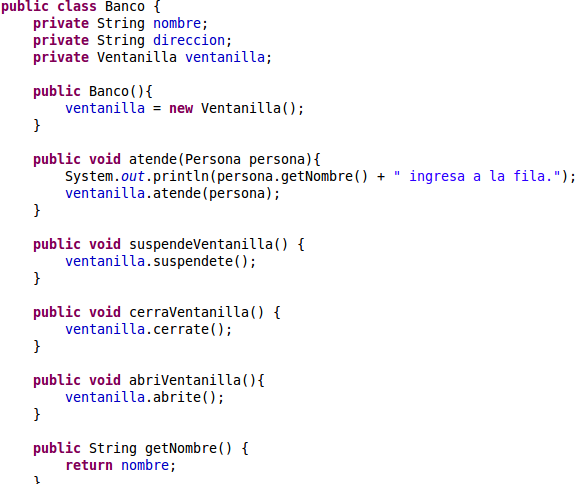 public class Banco {
    private String nombre;
    private String direccion;
    private Ventanilla ventanilla;

    public Banco(){
        ventanilla = new Ventanilla();
    }

    public void atende(Persona persona){
        System.out.println(persona.getNombre() + " ingresa a la fila.");
        ventanilla.atende(persona);
    }

    public void suspendeVentanilla() {
        ventanilla.suspendete();
    }

    public void cerraVentanilla() {
        ventanilla.cerrate();
    }

    public void abriVentanilla(){
        ventanilla.abrite();
    }

    public String getNombre() {
        return nombre;
    }